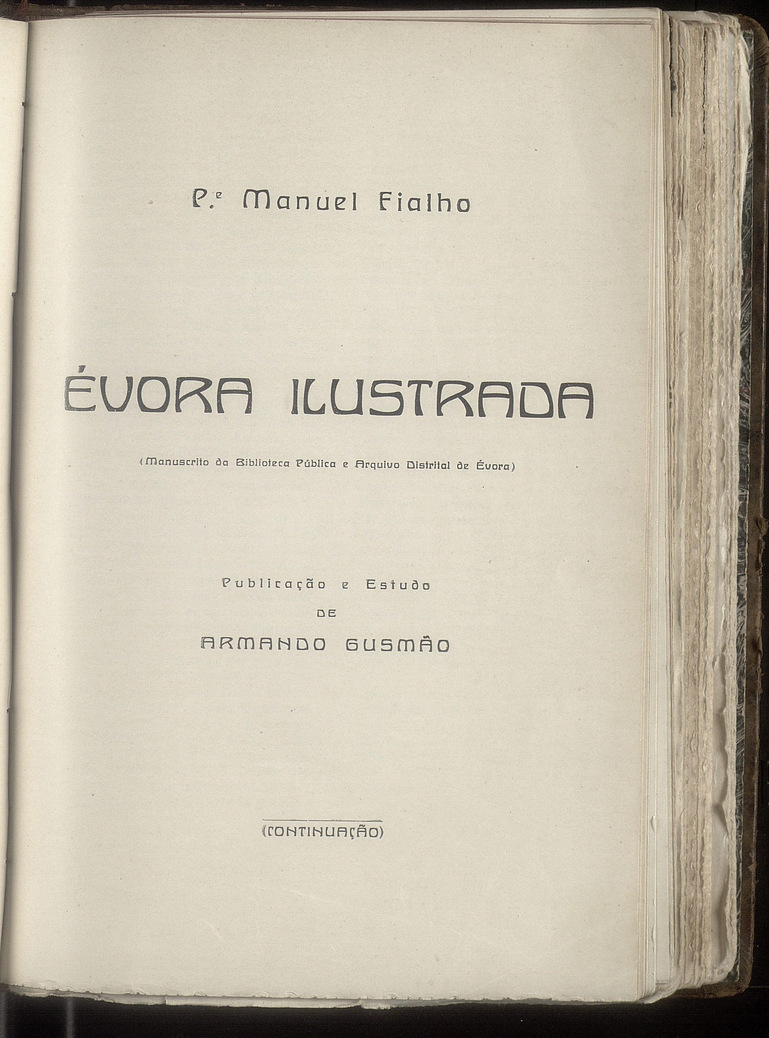 P.e Manuel Fialho
ÉVORA ILUSTRADA
(Manuscrito da Biblioteca Pública e Arquivo Distrital de Évora)
Publicação e Estudo
DE
ARMANDO GUSMÃO
(CONTINUAÇÃO)